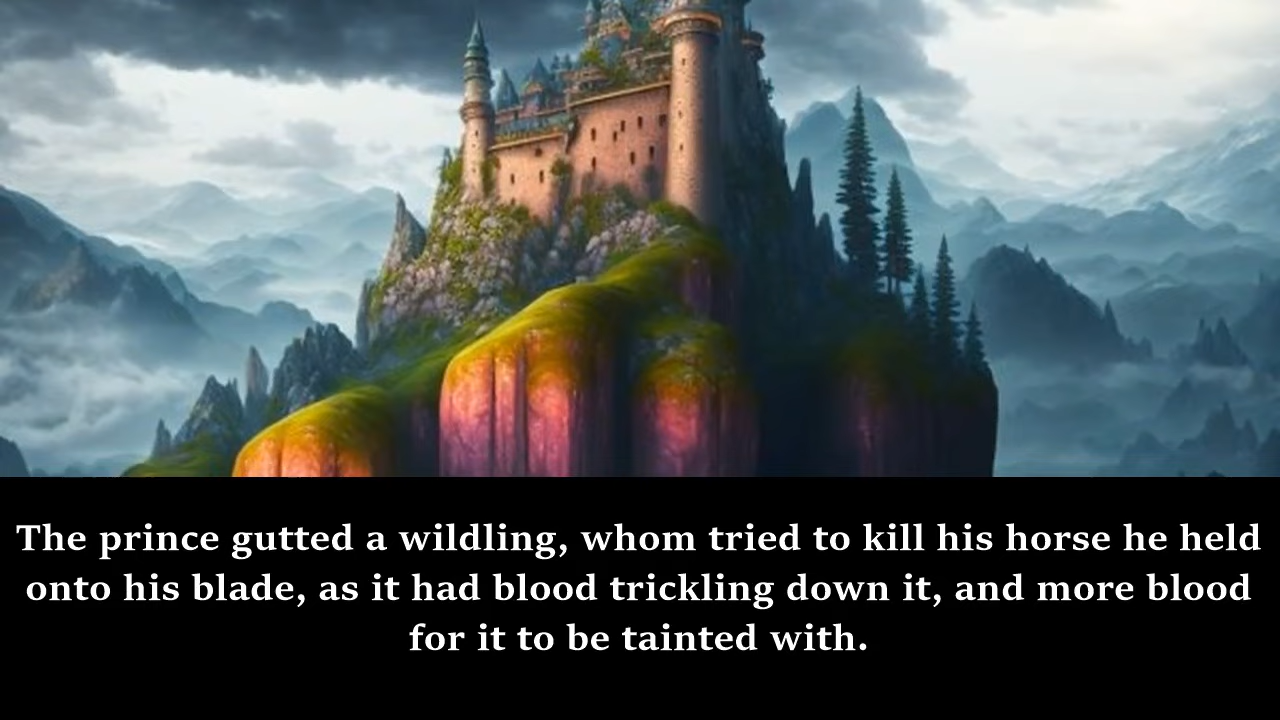 The prince gutted a wildling, whom tried to kill his horse he held
onto his blade, as it had blood trickling down it, and more blood
for it to be tainted with.